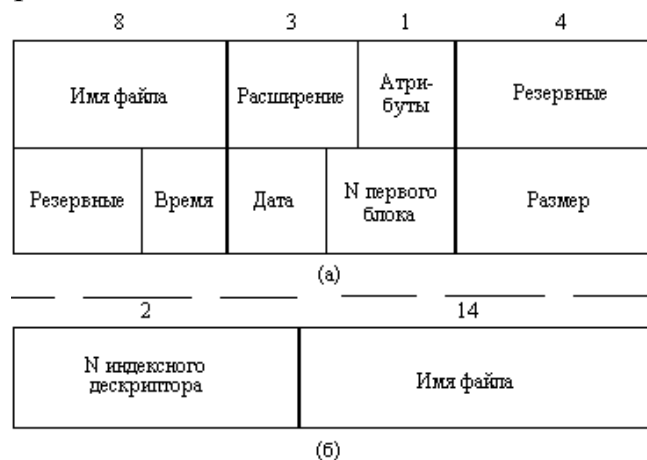 8 3 1 4
Имя файла Расширение Атри-
буты Резервные
Резервные Время Дата N первого
блока Размер
(а)
2 14
N индексного
дескриптора Имя файла
(б)